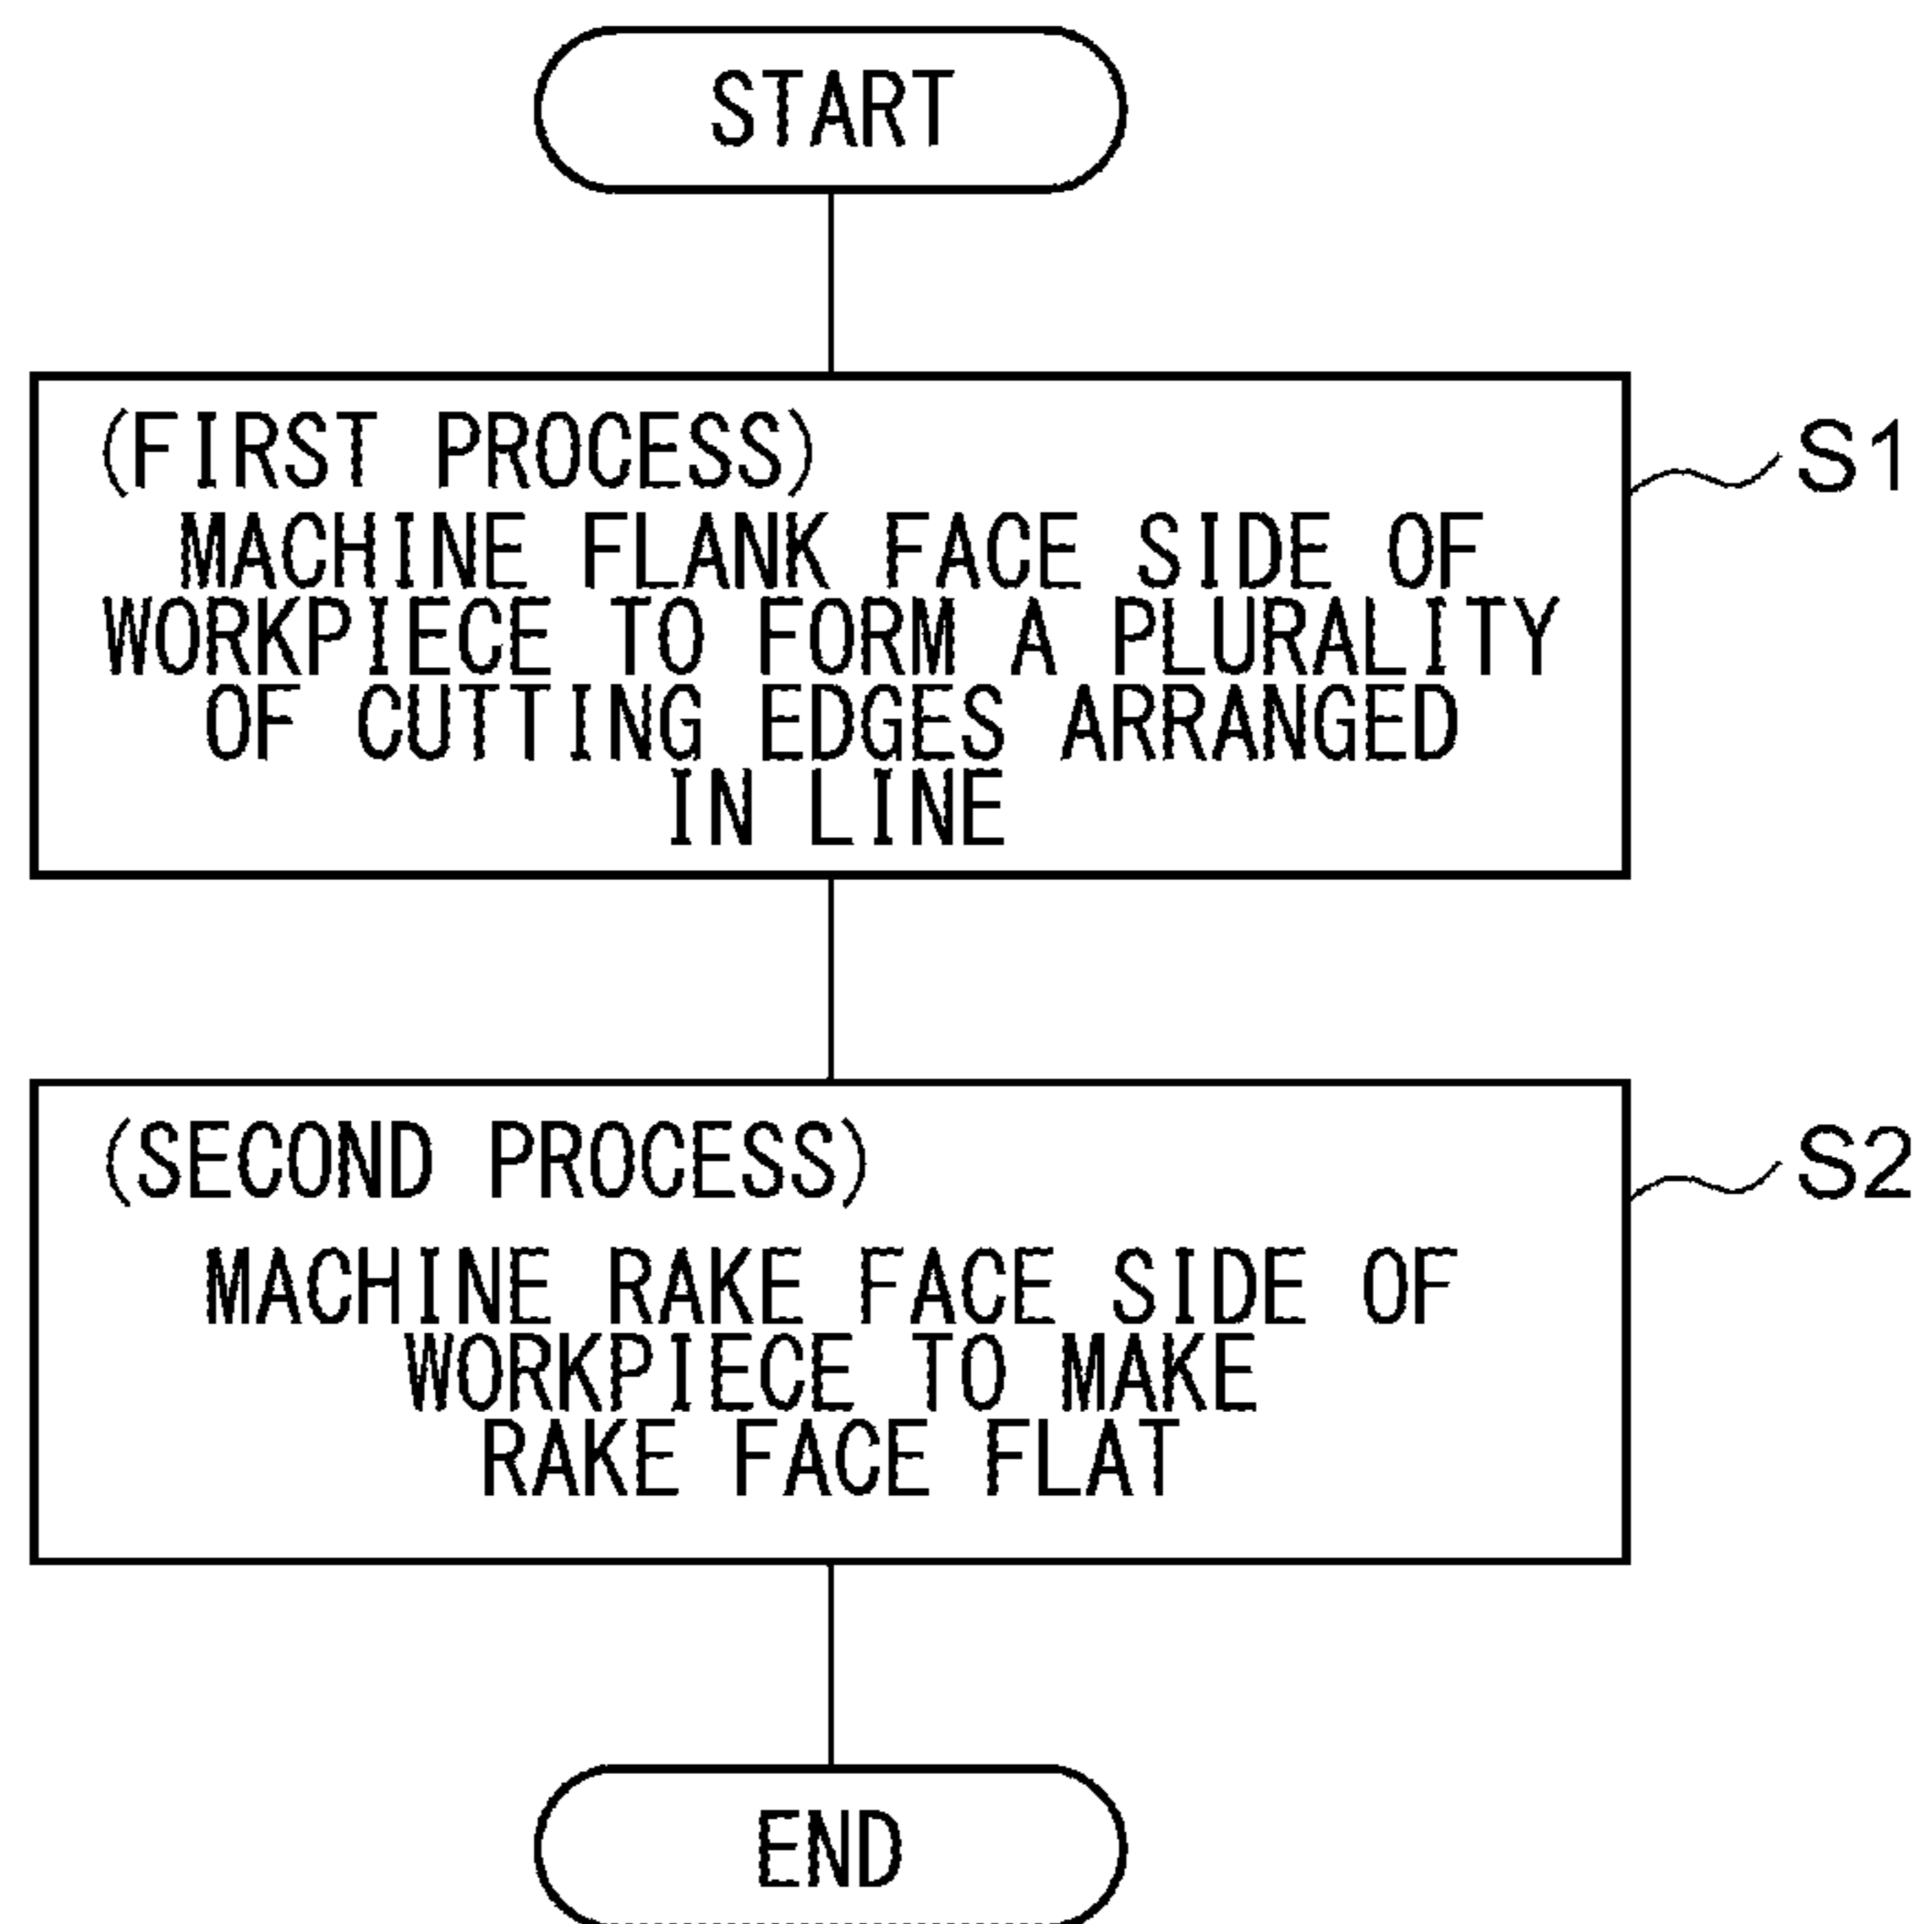 START
(FIRST PROCESS)
S1
MACHINE FLANK FACE SIDE OF
WORKPIECE TO FORM A PLURALITY
OF CUTTING EDGES ARRANGED
IN LINE
(SECOND PROCESS)
S2
MACHINE RAKE FACE SIDE OF
WORKPIECE TO MAKE
RAKE FACE FLAT
END